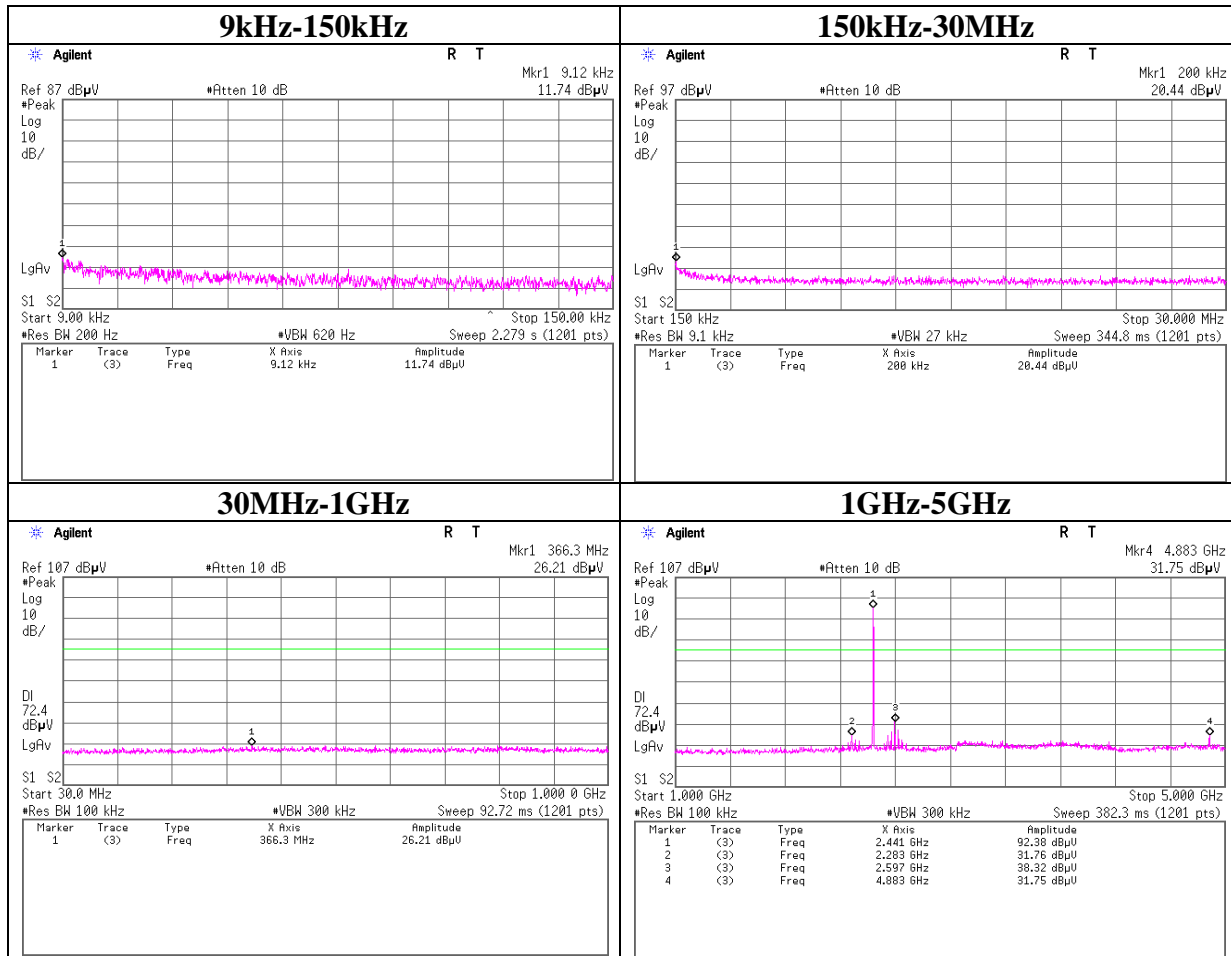 9kHz-150kHz
Agilent R T
Mkr1 9.12 kHz
Ref 87 dBµV #Atten 10 dB 11.74 dBµV
#Peak
Log
10
dB/
1
LgAv
S1 S2
Start 9.00 kHz ^ Stop 150.00 kHz
#Res BW 200 Hz #VBW 620 Hz Sweep 2.279 s (1201 pts)
Marker Trace Type X Axis Amplitude
1 (3) Freq 9.12 kHz 11.74 dBµV
150kHz-30MHz
Agilent R T
Mkr1 200 kHz
Ref 97 dBµV #Atten 10 dB 20.44 dBµV
#Peak
Log
10
dB/
1
LgAv
S1 S2
Start 150 kHz Stop 30.000 MHz
#Res BW 9.1 kHz #VBW 27 kHz Sweep 344.8 ms (1201 pts)
Marker Trace Type X Axis Amplitude
1 (3) Freq 200 kHz 20.44 dBµV
30MHz-1GHz
Agilent R T
Mkr1 366.3 MHz
Ref 107 dBµV #Atten 10 dB 26.21 dBµV
#Peak
Log
10
dB/
DI
72.4
dBµV
1
LgAv
S1 S2
Start 30.0 MHz Stop 1.000 0 GHz
#Res BW 100 kHz #VBW 300 kHz Sweep 92.72 ms (1201 pts)
Marker Trace Type X Axis Amplitude
1 (3) Freq 366.3 MHz 26.21 dBµV
1GHz-5GHz
Agilent R T
Mkr4 4.883 GHz
Ref 107 dBµV #Atten 10 dB 31.75 dBµV
#Peak
Log
10
dB/
1
DI
72.4
dBµV
2 3 4
LgAv
S1 S2
Start 1.000 GHz Stop 5.000 GHz
#Res BW 100 kHz #VBW 300 kHz Sweep 382.3 ms (1201 pts)
Marker Trace Type X Axis Amplitude
1 (3) Freq 2.441 GHz 92.38 dBµV
2 (3) Freq 2.283 GHz 31.76 dBµV
3 (3) Freq 2.597 GHz 38.32 dBµV
4 (3) Freq 4.883 GHz 31.75 dBµV